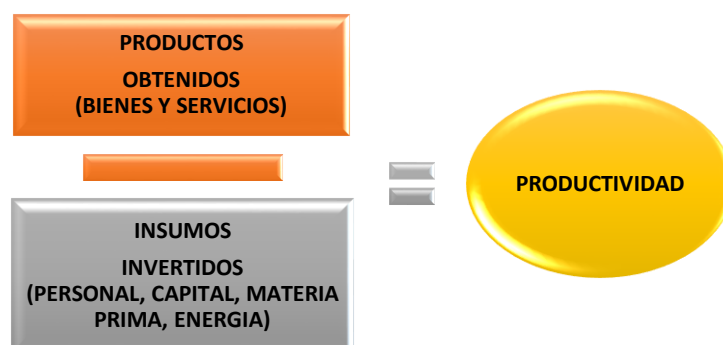 PRODUCTOS
OBTENIDOS
(BIENES Y SERVICIOS)
PRODUCTIVIDAD
INSUMOS
INVERTIDOS
(PERSONAL, CAPITAL, MATERIA
PRIMA, ENERGIA)